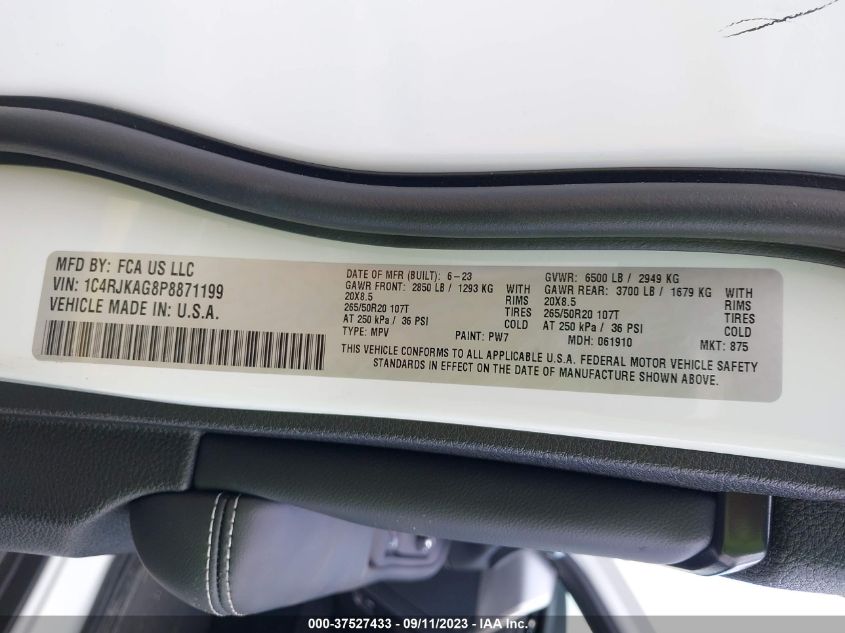 MFD BY: FCA US LLC
VIN: 1C4RJKAG8P8871199
VEHICLE MADE IN: U.S.A.
DATE OF MFR (BUILT): 6-23
GAWR FRONT: 2850 LB / 1293 KG WITH
20X8.5 RIMS
265/50R20 107T TIRES
AT 250 kPa / 36 PSI COLD
TYPE: MPV PAINT: PW7
GVWR: 6500 LB / 2949 KG
GAWR REAR: 3700 LB / 1679 KG WITH
20X8.5 RIMS
265/50R20 107T TIRES
AT 250 kPa / 36 PSI COLD
MDH: 061910 MKT: 875
THIS VEHICLE CONFORMS TO ALL APPLICABLE U.S.A. FEDERAL MOTOR VEHICLE SAFETY
STANDARDS IN EFFECT ON THE DATE OF MANUFACTURE SHOWN ABOVE.
000-37527433 - 09/11/2023 - IAA Inc.